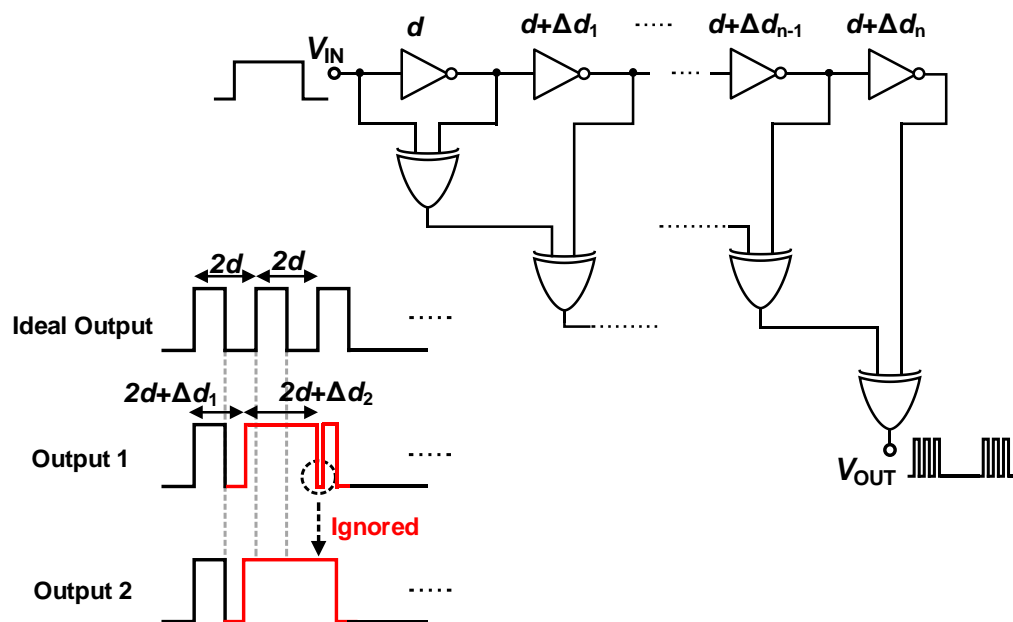 d d+Δd1 ····· d+Δdn-1 d+Δdn
VIN
2d 2d
Ideal Output
2d+Δd1 2d+Δd2
Output 1
VOUT
Ignored
Output 2